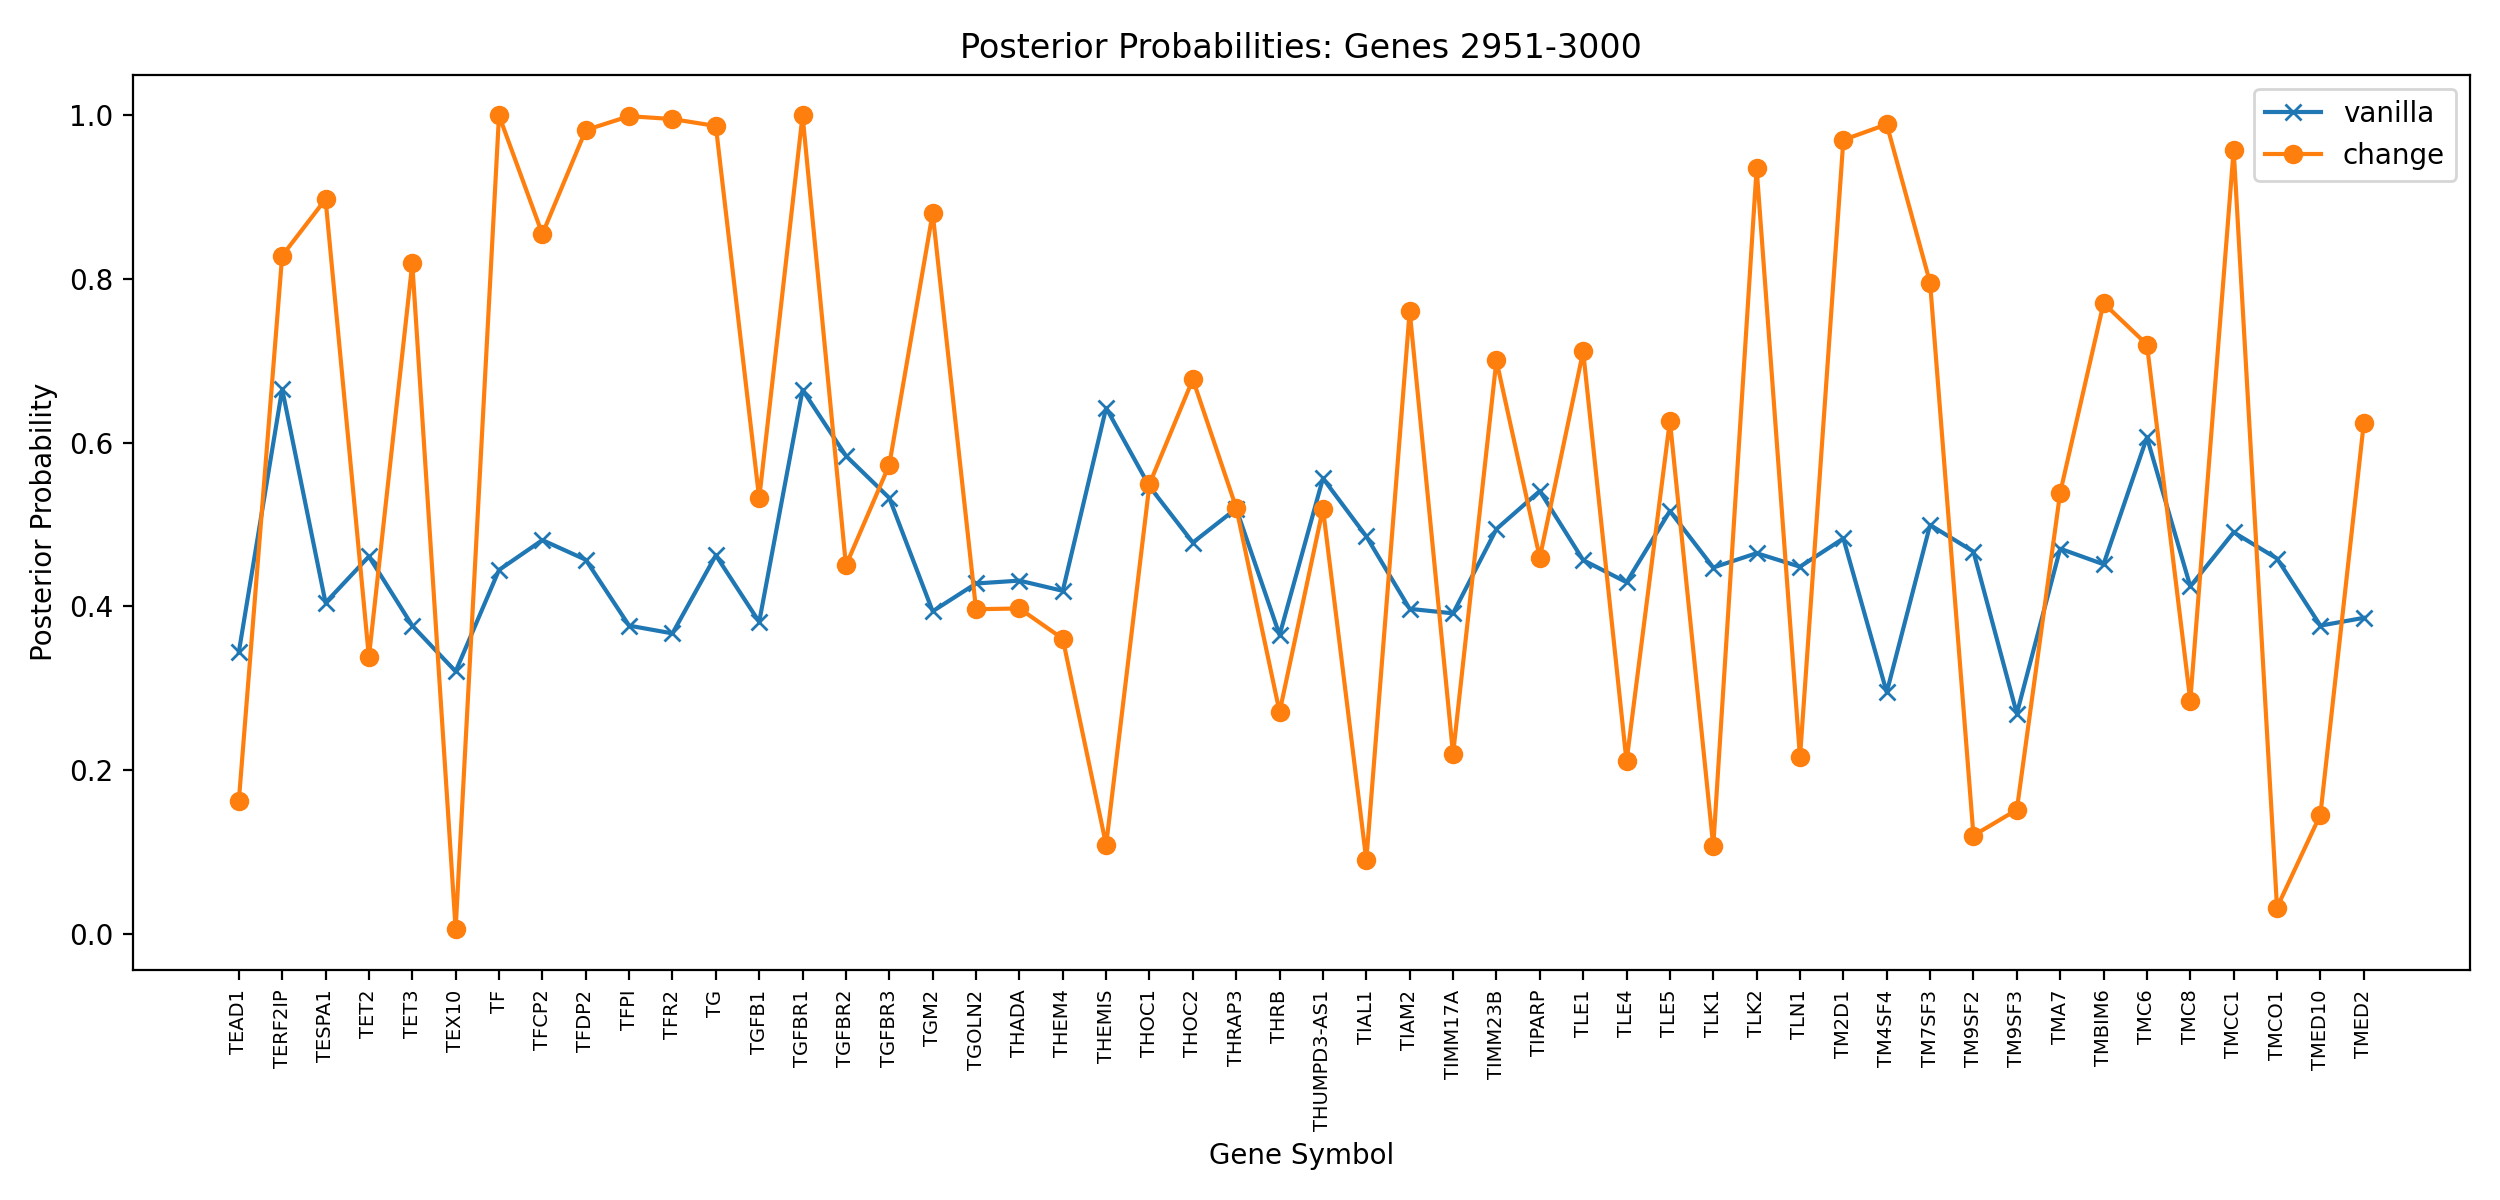 Posterior Probabilities: Genes 2951-3000
vanilla
change
Posterior Probability
1.0
0.8
0.6
0.4
0.2
0.0
TEAD1
TERF2IP
TESPA1
TET2
TET3
TEX10
TF
TFCP2
TFDP2
TFPI
TFR2
TG
TGFB1
TGFBR1
TGFBR2
TGFBR3
TGM2
TGOLN2
THADA
THEM4
THEMIS
THOC1
THOC2
THRAP3
THRB
THUMPD3-AS1
TIAL1
TIAM2
TIMM17A
TIMM23B
TIPARP
TLE1
TLE4
TLE5
TLK1
TLK2
TLN1
TM2D1
TM4SF4
TM7SF3
TM9SF2
TM9SF3
TMA7
TMBIM6
TMC6
TMC8
TMCC1
TMCO1
TMED10
TMED2
Gene Symbol